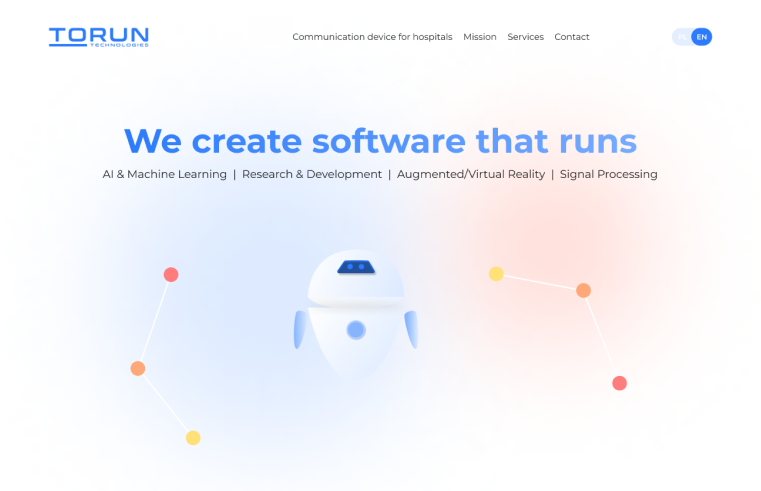 TORUN
TECHNOLOGIES
Communication device for hospitals Mission Services Contact
PL EN
We create software that runs
AI & Machine Learning | Research & Development | Augmented/Virtual Reality | Signal Processing